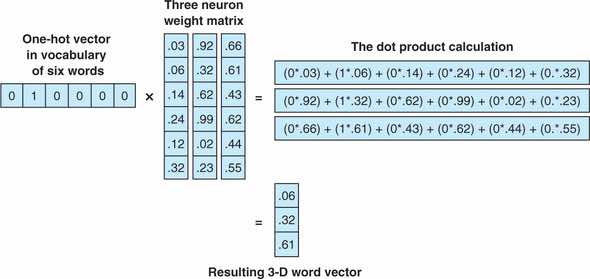 Three neuron
weight matrix
One-hot vector
in vocabulary
of six words
The dot product calculation
.03 .92 .66
.06 .32 .61
0 1 0 0 0 0 × .14 .62 .43 =
.24 .99 .62
.12 .02 .44
.32 .23 .55
(0*.03) + (1*.06) + (0*.14) + (0*.24) + (0*.12) + (0.*.32)
(0*.92) + (1*.32) + (0*.62) + (0*.99) + (0*.02) + (0.*.23)
(0*.66) + (1*.61) + (0*.43) + (0*.62) + (0*.44) + (0.*.55)
.06
= .32
.61
Resulting 3-D word vector